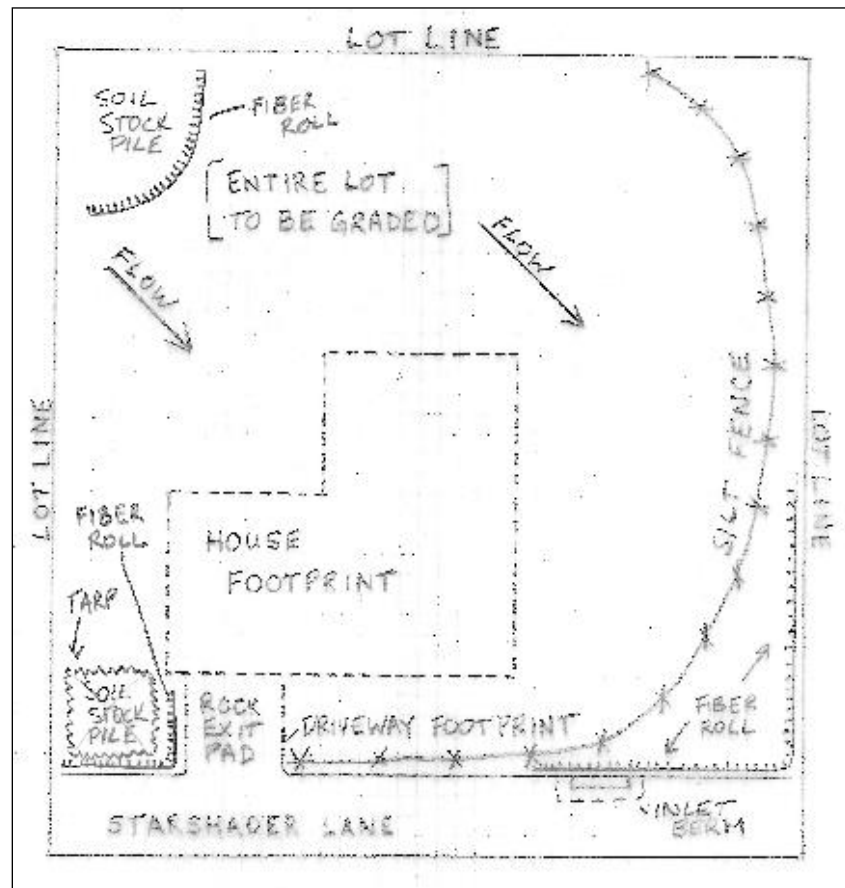 LOT LINE
SOIL
STOCK
PILE
FIBER
ROLL
[ENTIRE LOT
TO BE GRADED]
FLOW
FLOW
LOT LINE
SILT FENCE
LOT LINE
FIBER
ROLL
HOUSE
FOOTPRINT
TARP
SOIL
STOCK
PILE
ROCK
EXIT
PAD
DRIVEWAY FOOTPRINT
FIBER
ROLL
STARSHADER LANE
INLET
BERM